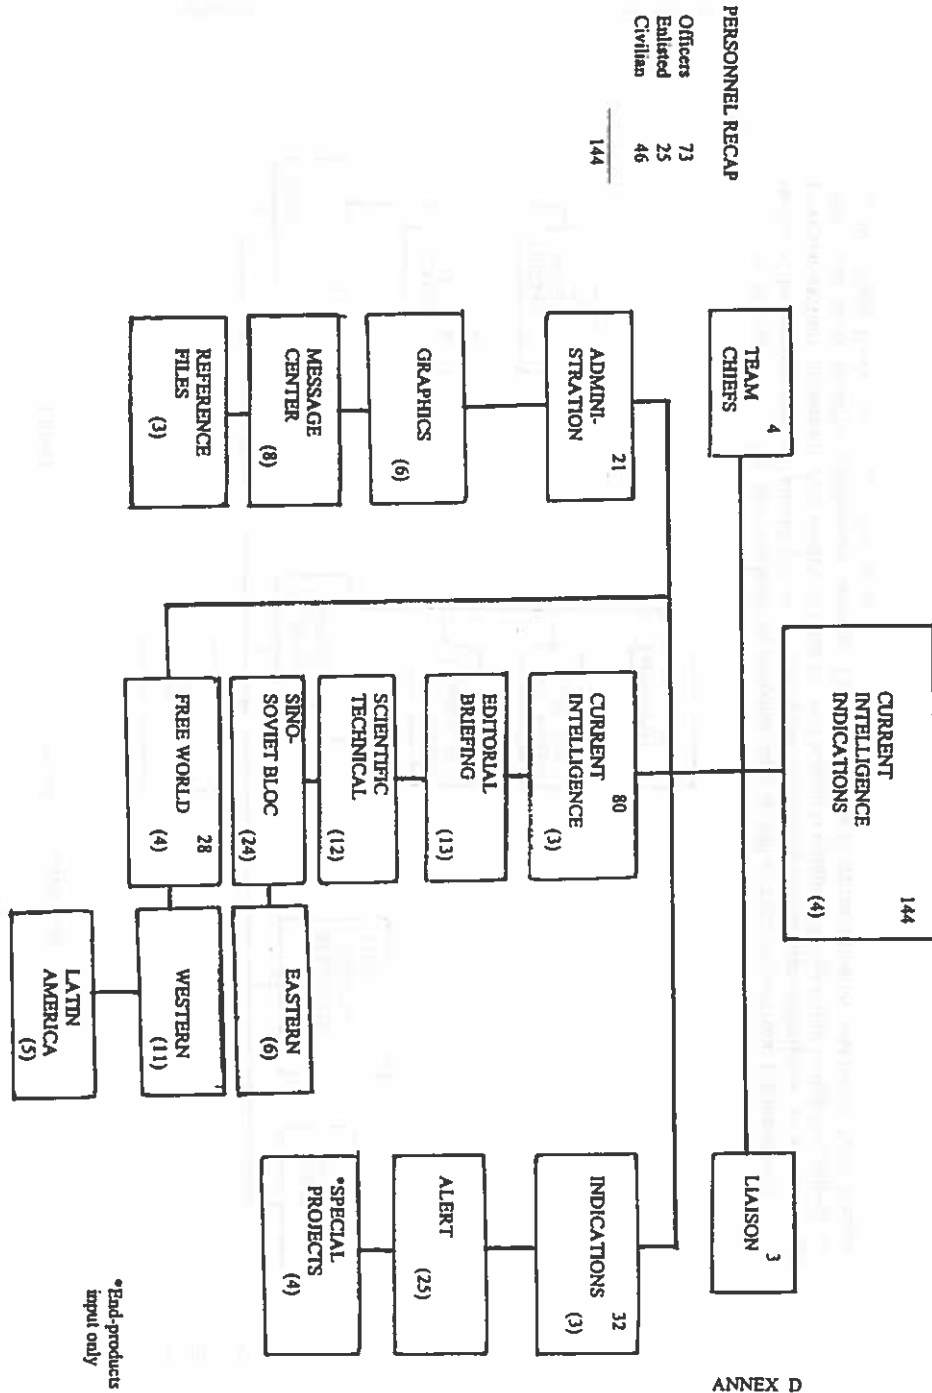 ANNEX D
CURRENT
INTELLIGENCE
INDICATIONS
144
(4)
TEAM
CHIEFS
4
LIAISON
3
ADMINI-
STRATION
21
GRAPHICS
(6)
MESSAGE
CENTER
(8)
REFERENCE
FILES
(3)
CURRENT
INTELLIGENCE
80
(3)
EDITORIAL
BRIEFING
(13)
SCIENTIFIC
TECHNICAL
(12)
SINO-
SOVIET BLOC
(24)
EASTERN
(6)
FREE WORLD
28
(4)
WESTERN
(11)
LATIN
AMERICA
(5)
INDICATIONS
32
(3)
ALERT
(25)
*SPECIAL
PROJECTS
(4)
PERSONNEL RECAP
Officers 73
Enlisted 25
Civilian 46
144
*End-products
input only